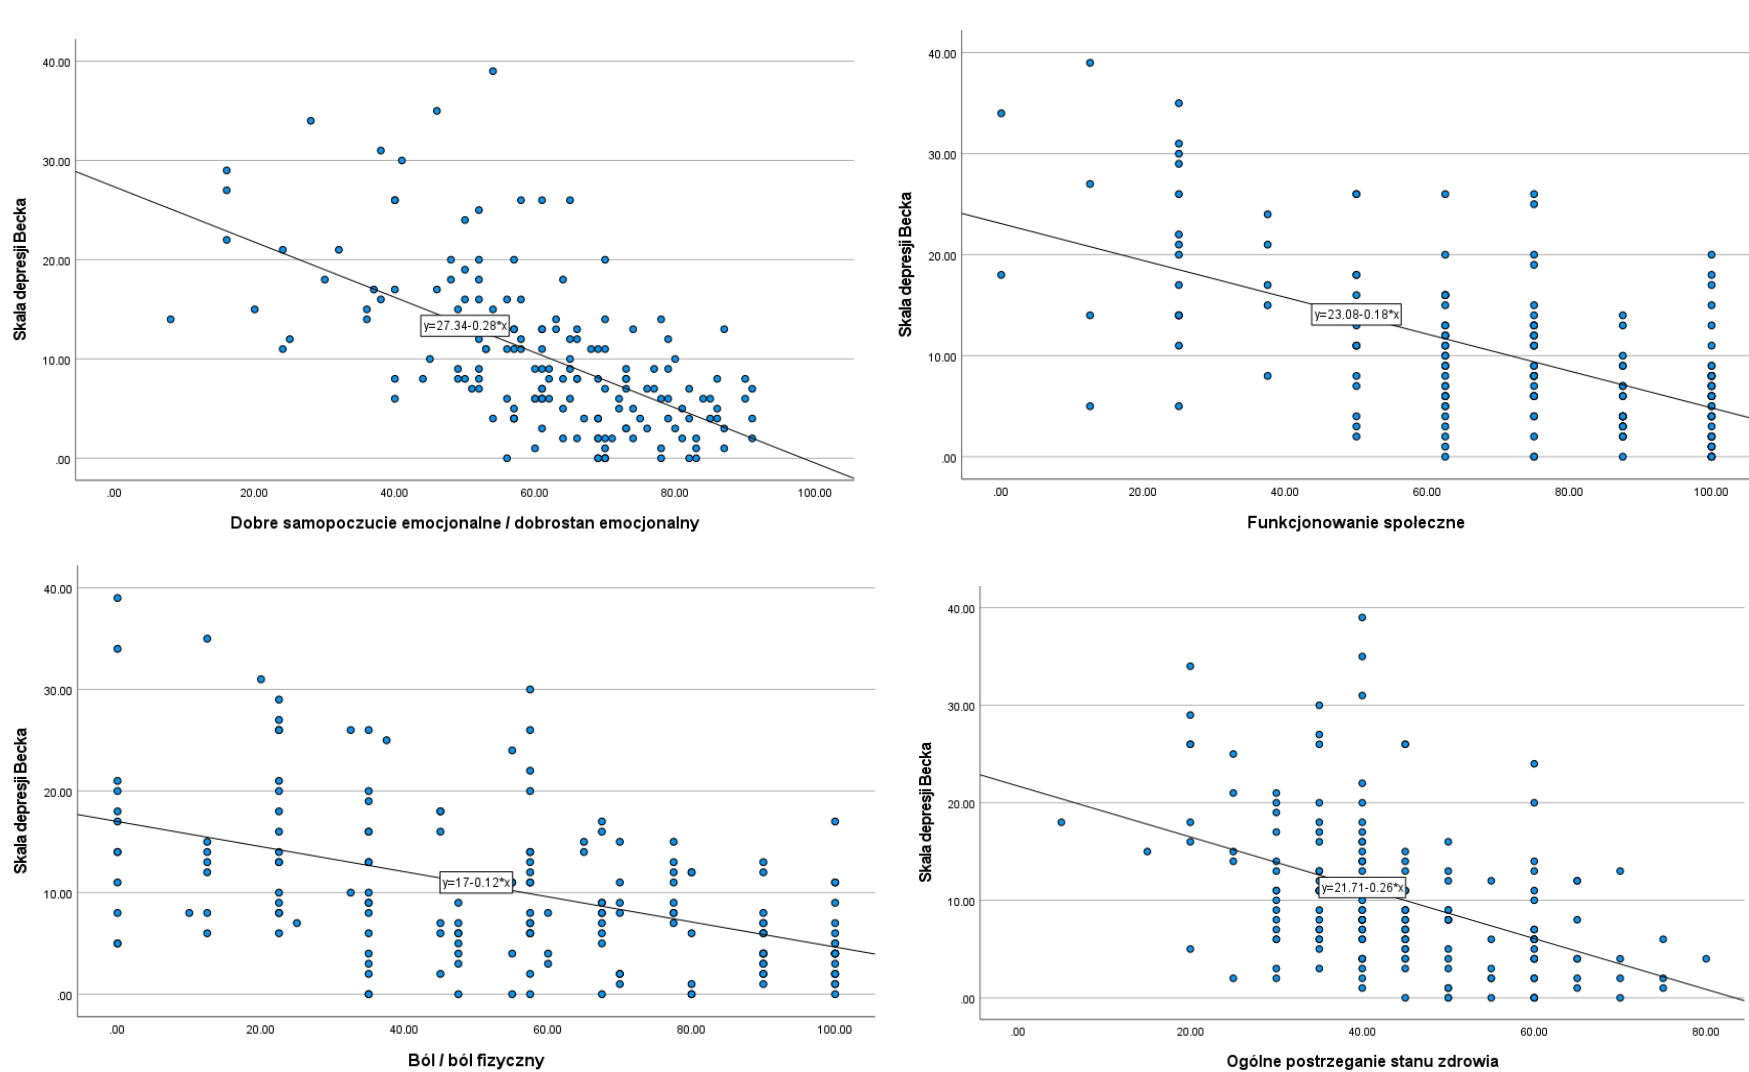 40.00
30.00
20.00
10.00
.00
Skala depresji Becka
y=27.34-0.28*x
.00 20.00 40.00 60.00 80.00 100.00
Dobre samopoczucie emocjonalne / dobrostan emocjonalny
40.00
30.00
20.00
10.00
.00
Skala depresji Becka
y=23.08-0.18*x
.00 20.00 40.00 60.00 80.00 100.00
Funkcjonowanie społeczne
40.00
30.00
20.00
10.00
.00
Skala depresji Becka
y=17-0.12*x
.00 20.00 40.00 60.00 80.00 100.00
Ból / ból fizyczny
40.00
30.00
20.00
10.00
.00
Skala depresji Becka
y=21.71-0.26*x
.00 20.00 40.00 60.00 80.00
Ogólne postrzeganie stanu zdrowia